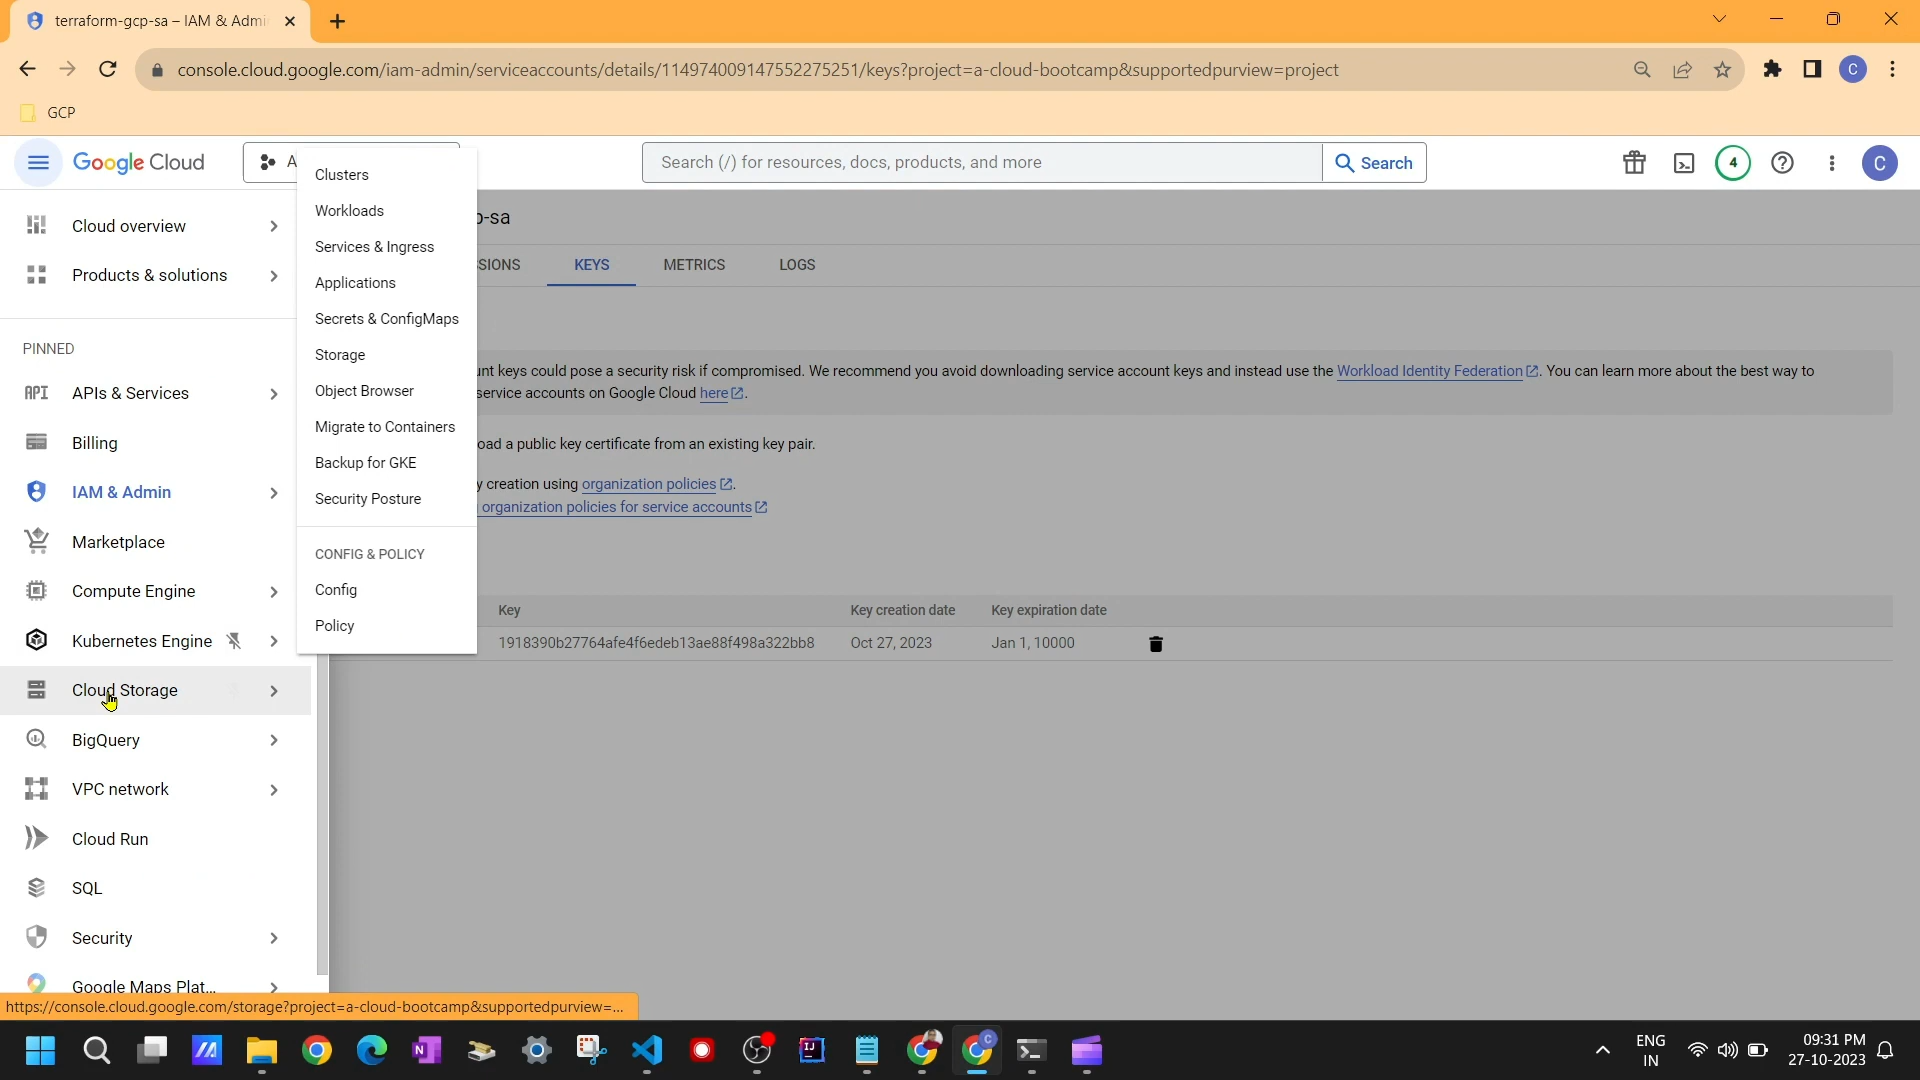 terraform-gcp-sa – IAM & Admi
console.cloud.google.com/iam-admin/serviceaccounts/details/114974009147552275251/keys?project=a-cloud-bootcamp&supportedpurview=project
C
GCP
Google Cloud
A
Search (/) for resources, docs, products, and more
Search
4
C
Cloud overview
Products & solutions
PINNED
API APIs & Services
Billing
IAM & Admin
Marketplace
Compute Engine
Kubernetes Engine
Cloud Storage
BigQuery
VPC network
Cloud Run
SQL
Security
Google Maps Plat...
https://console.cloud.google.com/storage?project=a-cloud-bootcamp&supportedpurview=...
Clusters
Workloads
Services & Ingress
Applications
Secrets & ConfigMaps
Storage
Object Browser
Migrate to Containers
Backup for GKE
Security Posture
CONFIG & POLICY
Config
Policy
p-sa
SIONS KEYS METRICS LOGS
unt keys could pose a security risk if compromised. We recommend you avoid downloading service account keys and instead use the Workload Identity Federation. You can learn more about the best way to
service accounts on Google Cloud here.
oad a public key certificate from an existing key pair.
y creation using organization policies.
organization policies for service accounts
Key Key creation date Key expiration date
1918390b27764afe4f6edeb13ae88f498a322bb8 Oct 27, 2023 Jan 1, 10000
ENG
IN
09:31 PM
27-10-2023